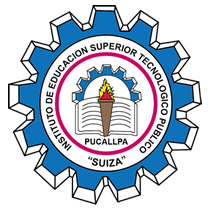 INSTITUTO DE EDUCACION SUPERIOR TECNOLOGICO PUBLICO
PUCALLPA
"SUIZA"